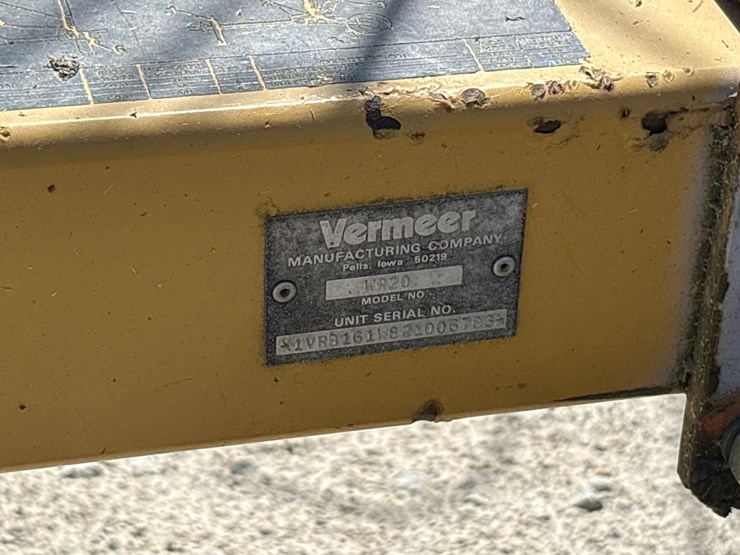 Vermeer
MANUFACTURING COMPANY
Pella, Iowa 50219
WR20
MODEL NO.
UNIT SERIAL NO.